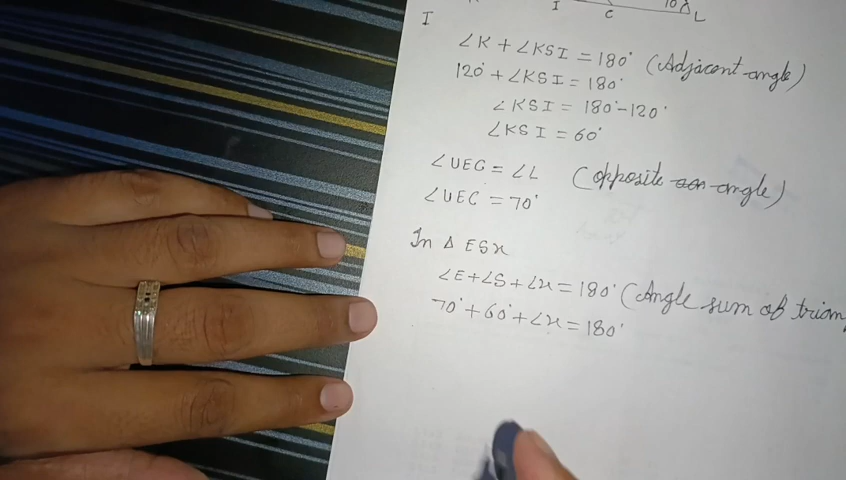 I C 70° L
I
∠K + ∠KSI = 180° (Adjacent angle)
120° + ∠KSI = 180°
∠KSI = 180° - 120°
∠KSI = 60°
∠UEC = ∠L (opposite angle)
∠UEC = 70°
In Δ ESx
∠E + ∠S + ∠x = 180° (Angle sum of trian
70° + 60° + ∠x = 180°